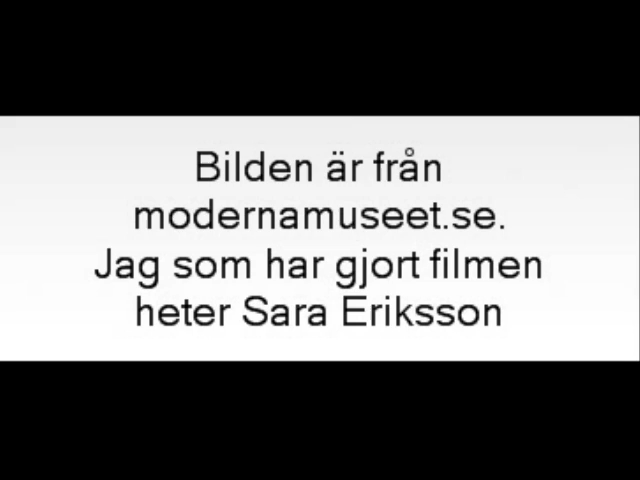 Bilden är från
modernamuseet.se.
Jag som har gjort filmen
heter Sara Eriksson